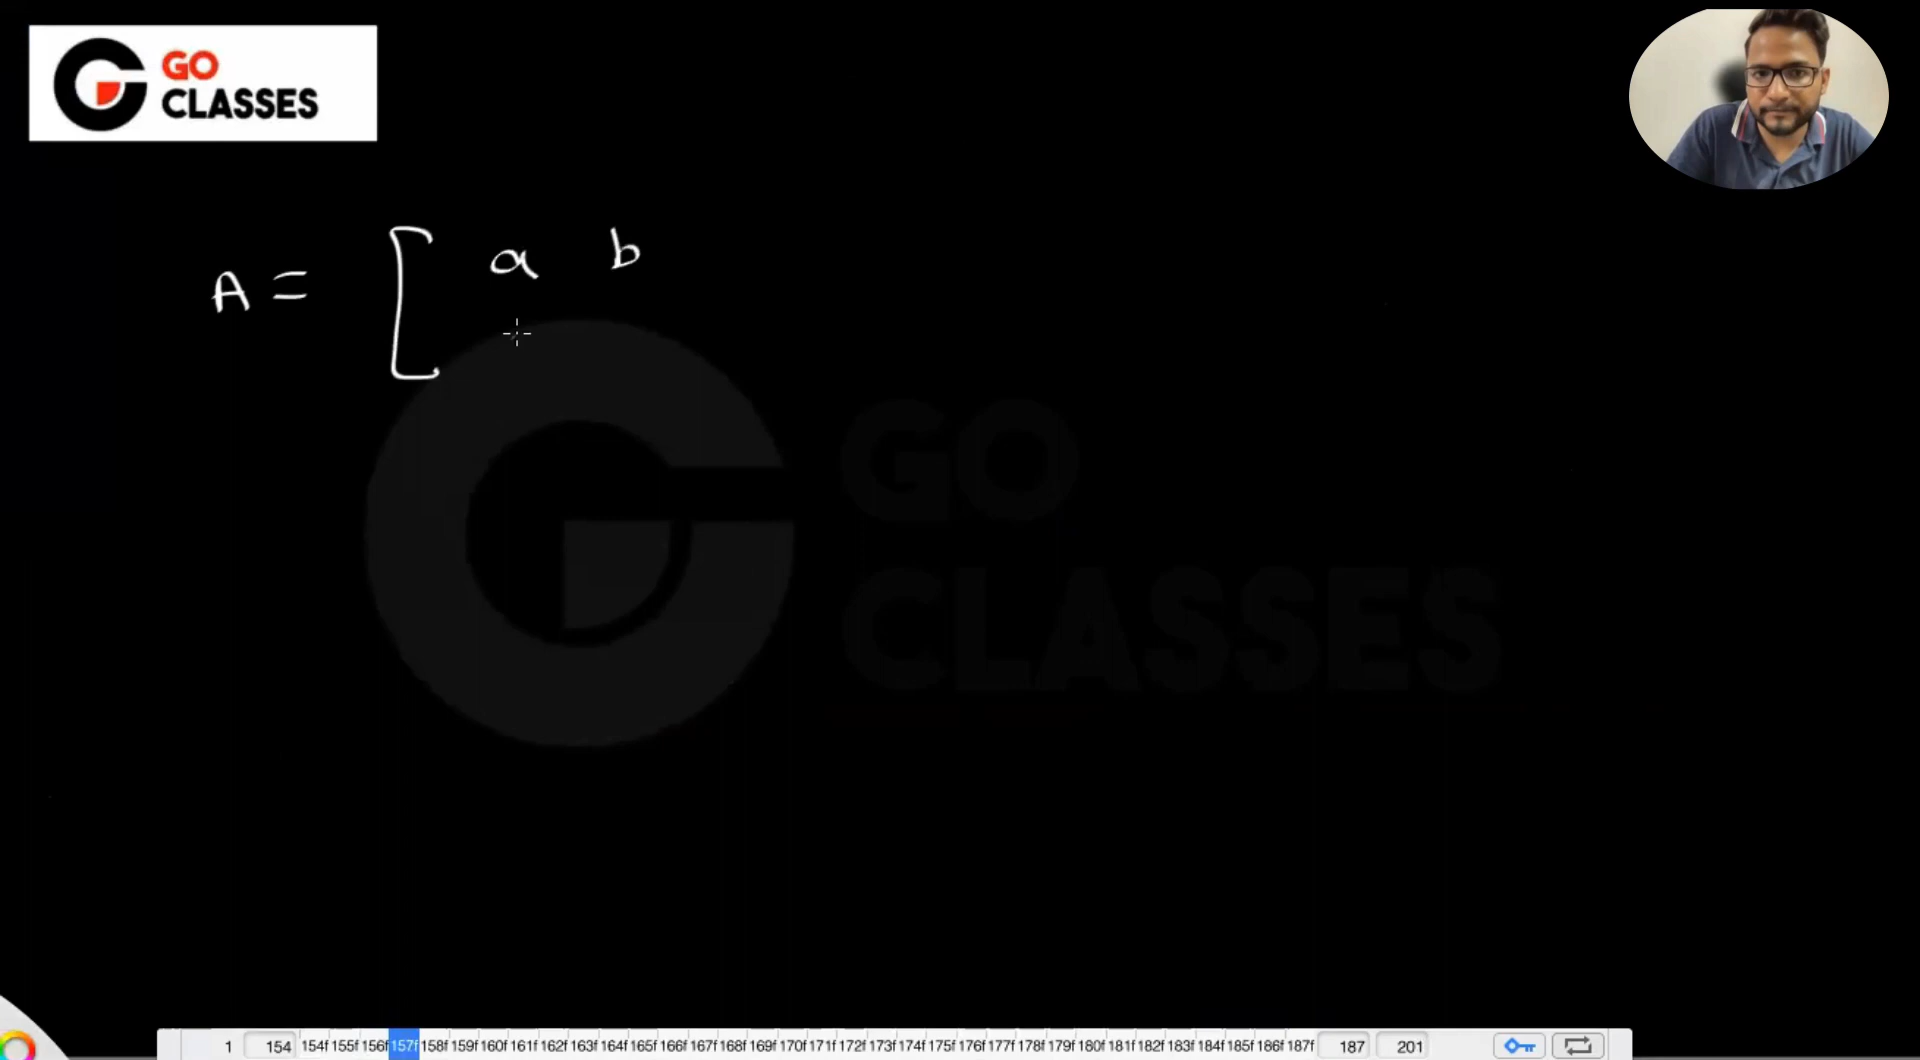 GO
CLASSES
A = [ a b
GO
CLASSES
1 154 154f 155f 156f 157f 158f 159f 160f 161f 162f 163f 164f 165f 166f 167f 168f 169f 170f 171f 172f 173f 174f 175f 176f 177f 178f 179f 180f 181f 182f 183f 184f 185f 186f 187f 187 201